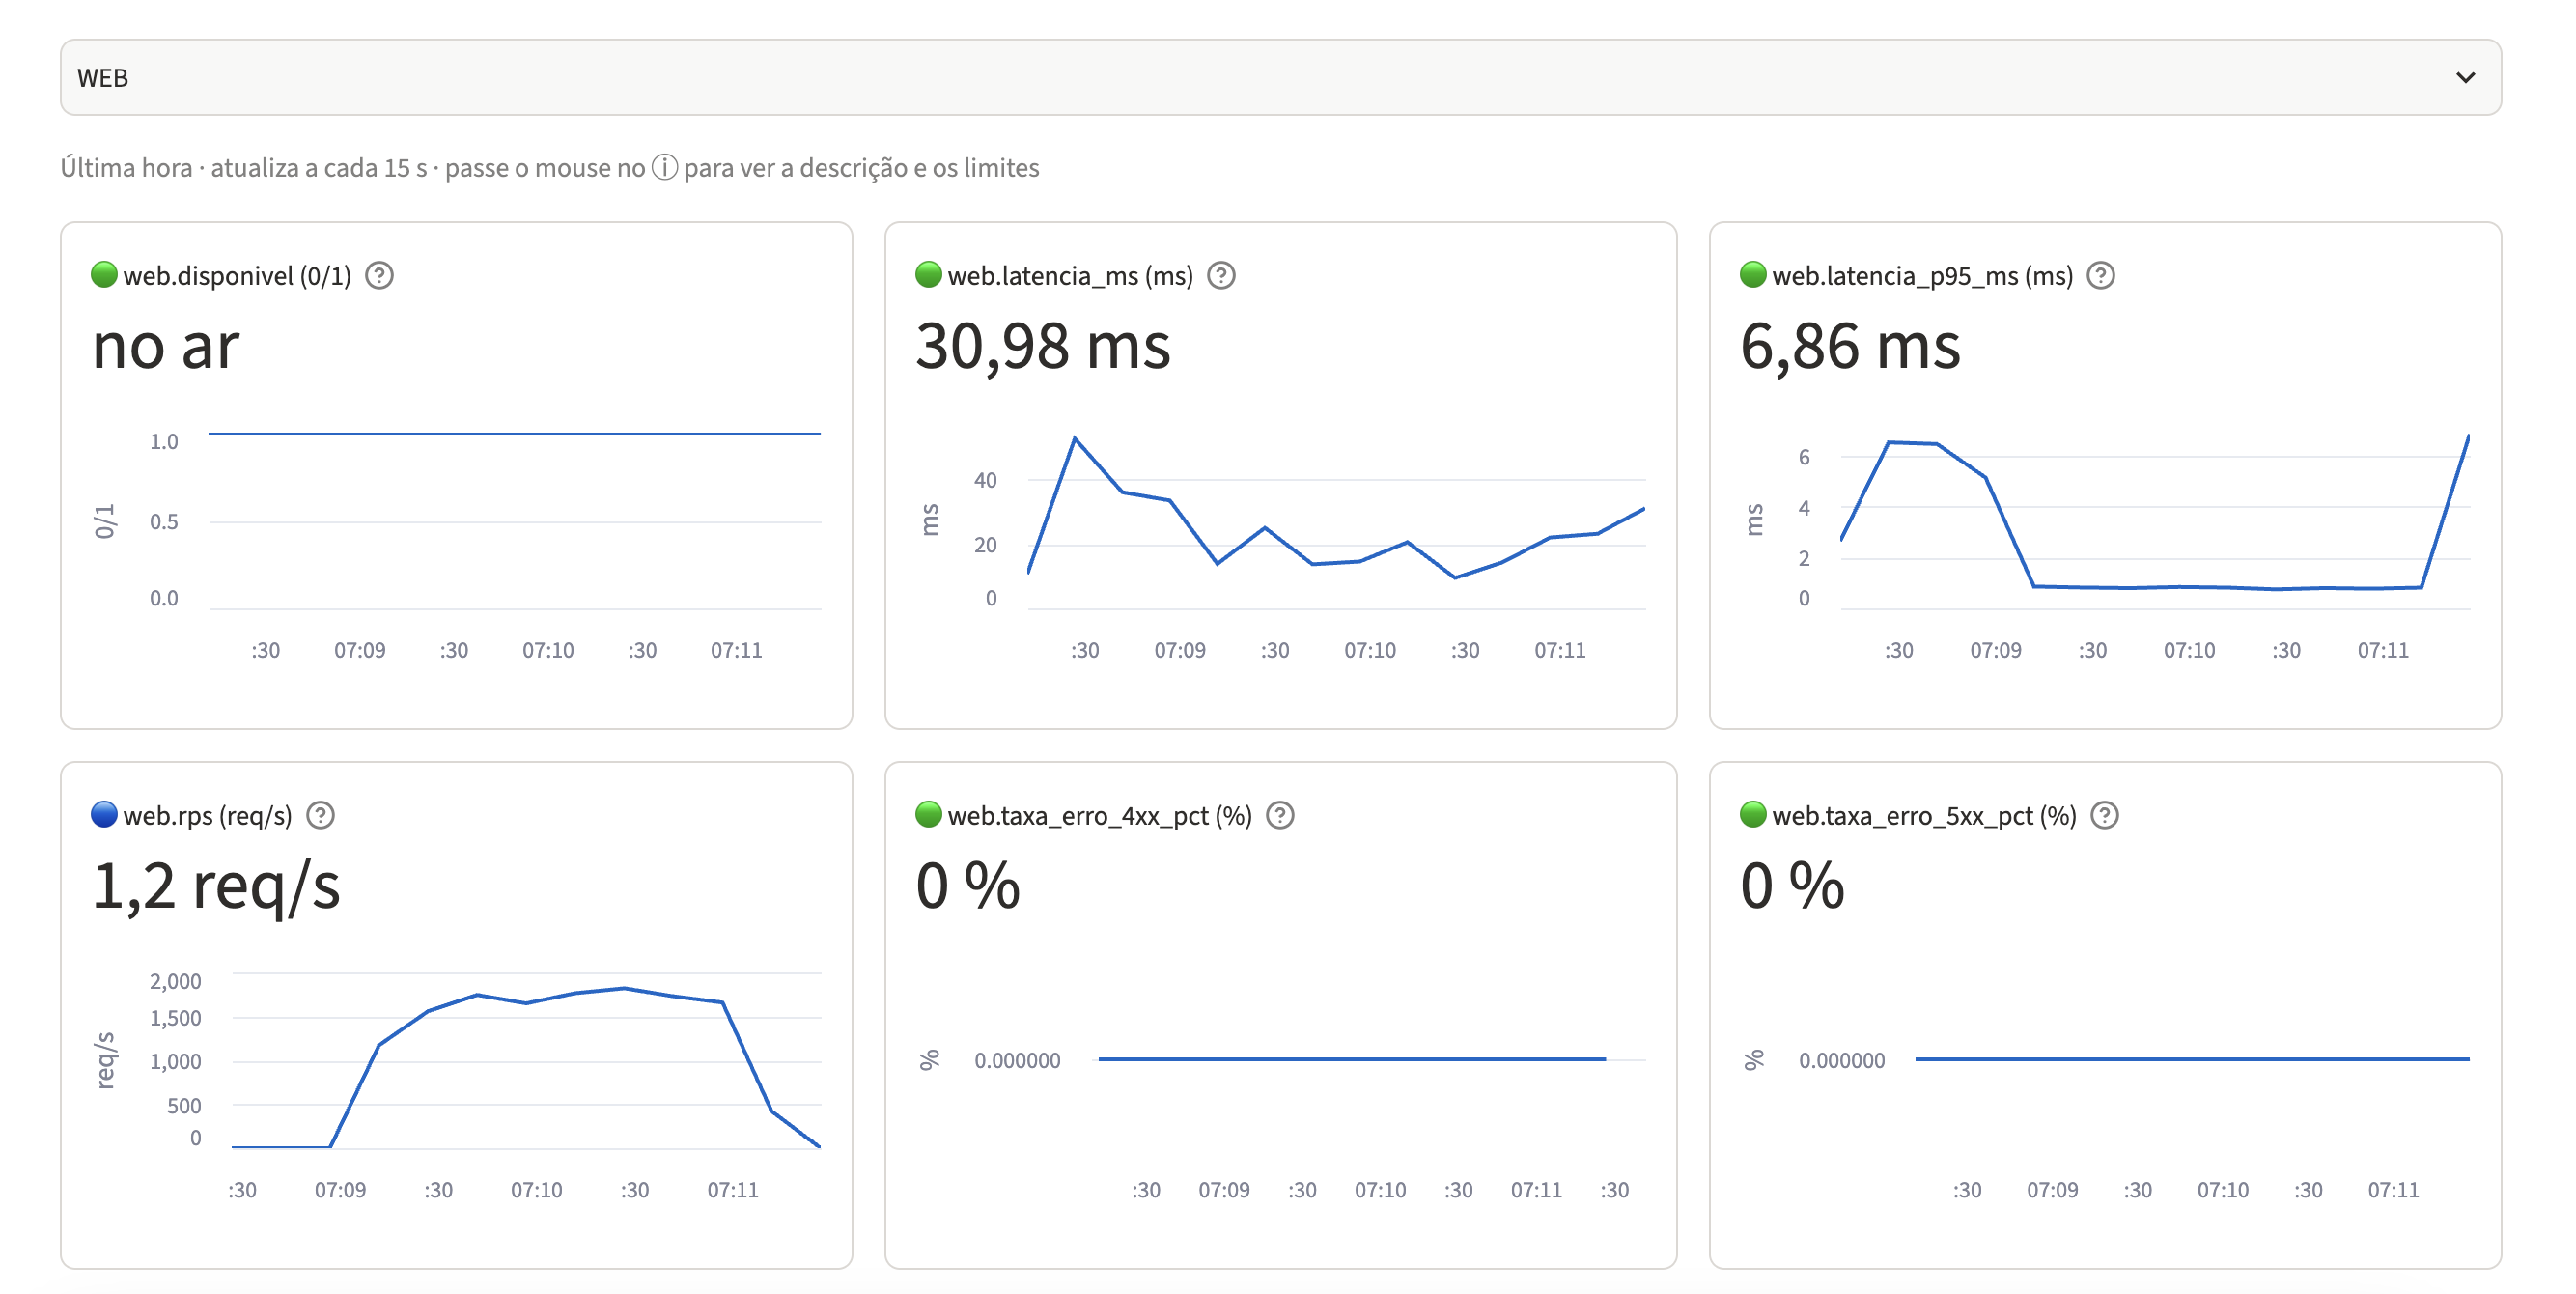 WEB
Última hora · atualiza a cada 15 s · passe o mouse no ⓘ para ver a descrição e os limites
web.disponivel (0/1) ?
no ar
0/1
1.0
0.5
0.0
:30 07:09 :30 07:10 :30 07:11
web.latencia_ms (ms) ?
30,98 ms
ms
40
20
0
:30 07:09 :30 07:10 :30 07:11
web.latencia_p95_ms (ms) ?
6,86 ms
ms
6
4
2
0
:30 07:09 :30 07:10 :30 07:11
web.rps (req/s) ?
1,2 req/s
req/s
2,000
1,500
1,000
500
0
:30 07:09 :30 07:10 :30 07:11
web.taxa_erro_4xx_pct (%) ?
0 %
%
0.000000
:30 07:09 :30 07:10 :30 07:11 :30
web.taxa_erro_5xx_pct (%) ?
0 %
%
0.000000
:30 07:09 :30 07:10 :30 07:11